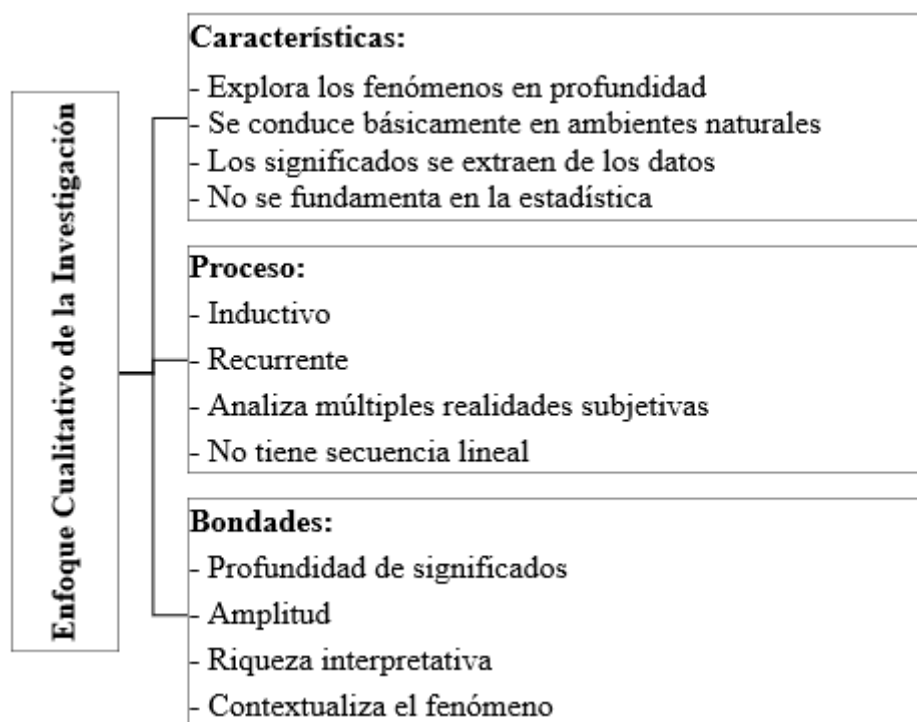 Enfoque Cualitativo de la Investigación
Características:
- Explora los fenómenos en profundidad
- Se conduce básicamente en ambientes naturales
- Los significados se extraen de los datos
- No se fundamenta en la estadística
Proceso:
- Inductivo
- Recurrente
- Analiza múltiples realidades subjetivas
- No tiene secuencia lineal
Bondades:
- Profundidad de significados
- Amplitud
- Riqueza interpretativa
- Contextualiza el fenómeno